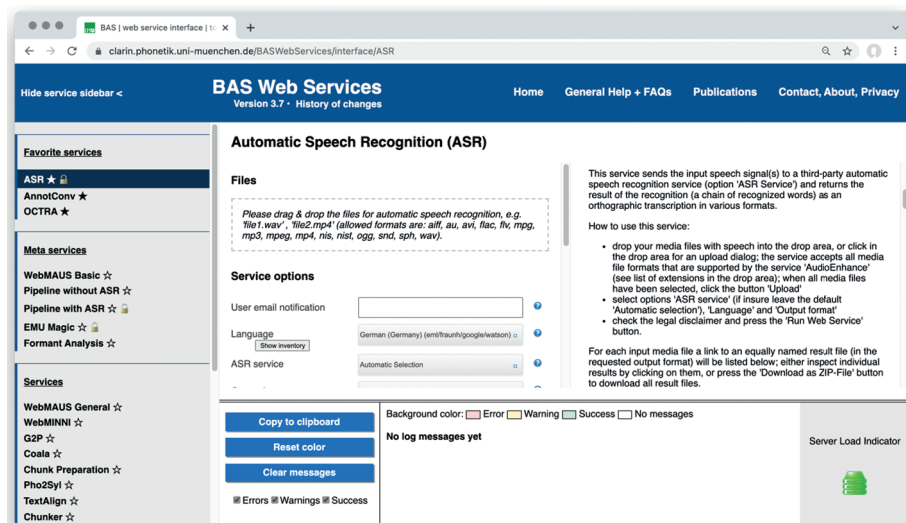 BAS | web service interface | to
clarin.phonetik.uni-muenchen.de/BASWebServices/interface/ASR
Hide service sidebar <
BAS Web Services
Version 3.7 · History of changes
Home
General Help + FAQs
Publications
Contact, About, Privacy
Favorite services
ASR ★
AnnotConv ★
OCTRA ★
Meta services
WebMAUS Basic ☆
Pipeline without ASR ☆
Pipeline with ASR ☆
EMU Magic ☆
Formant Analysis ☆
Services
WebMAUS General ☆
WebMINNI ☆
G2P ☆
Coala ☆
Chunk Preparation ☆
Pho2Syl ☆
TextAlign ☆
Chunker ☆
Automatic Speech Recognition (ASR)
Files
Please drag & drop the files for automatic speech recognition, e.g.
'file1.wav' , 'file2.mp4' (allowed formats are: aiff, au, avi, flac, flv, mpg,
mp3, mpeg, mp4, nis, nist, ogg, snd, sph, wav).
Service options
User email notification
Language
Show inventory
German (Germany) (eml/fraunh/google/watson)
ASR service
Automatic Selection
This service sends the input speech signal(s) to a third-party automatic
speech recognition service (option 'ASR Service') and returns the
result of the recognition (a chain of recognized words) as an
orthographic transcription in various formats.
How to use this service:
• drop your media files with speech into the drop area, or click in
the drop area for an upload dialog; the service accepts all media
file formats that are supported by the service 'AudioEnhance'
(see list of extensions in the drop area); when all media files
have been selected, click the button 'Upload'
• select options 'ASR service' (if insure leave the default
'Automatic selection'), 'Language' and 'Output format'
• check the legal disclaimer and press the 'Run Web Service'
button.
For each input media file a link to an equally named result file (in the
requested output format) will be listed below; either inspect individual
results by clicking on them, or press the 'Download as ZIP-File' button
to download all result files.
Copy to clipboard
Reset color
Clear messages
Errors Warnings Success
Background color: Error Warning Success No messages
No log messages yet
Server Load Indicator